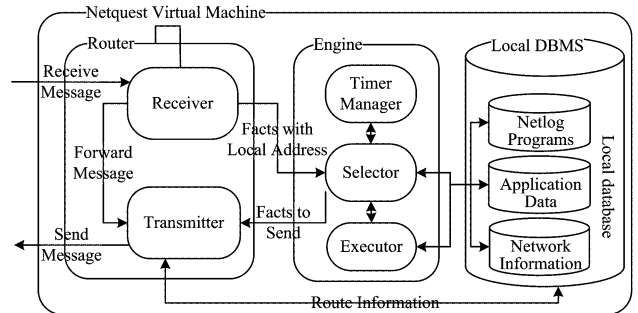 Netquest Virtual Machine
Router
Engine
Local DBMS
Receive
Message
Receiver
Timer
Manager
Facts with
Local Address
Netlog
Programs
Forward
Message
Selector
Application
Data
Local database
Transmitter
Facts to
Send
Send
Message
Executor
Network
Information
Route Information